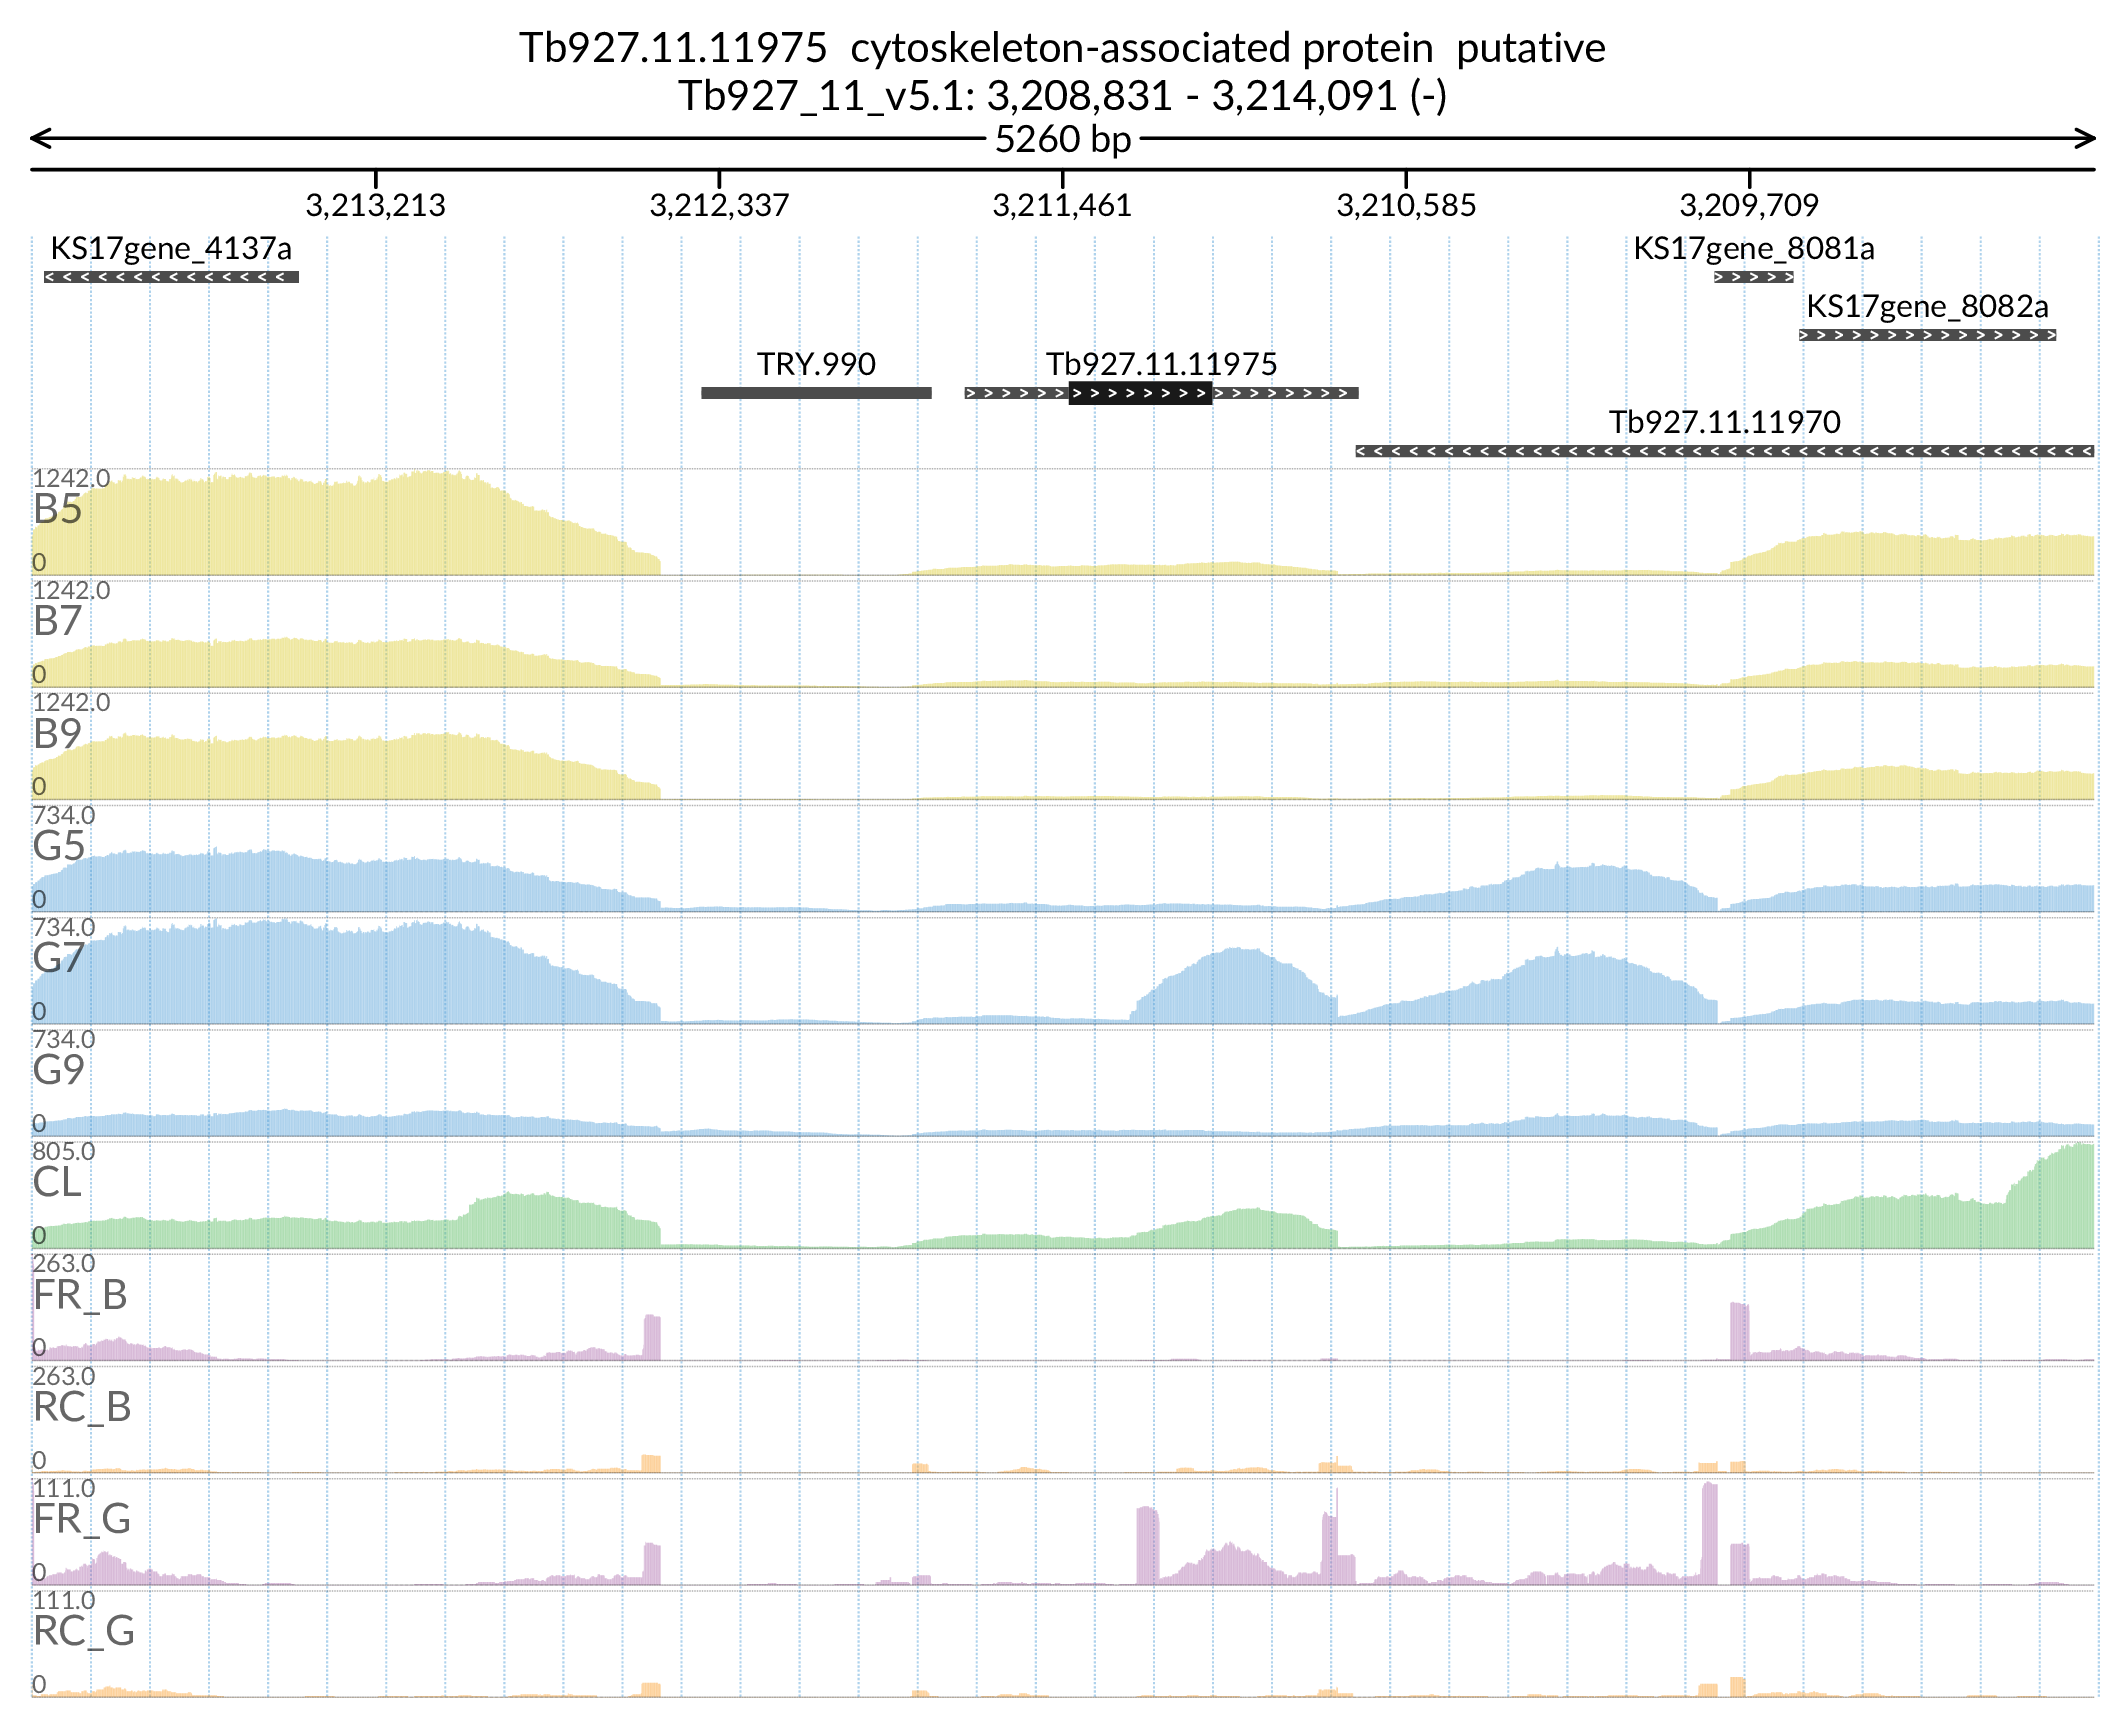 Tb927.11.11975  cytoskeleton-associated protein  putative
Tb927_11_v5.1: 3,208,831 - 3,214,091 (-)
5260 bp
3,213,213 3,212,337 3,211,461 3,210,585 3,209,709
KS17gene_4137a KS17gene_8081a
KS17gene_8082a
TRY.990 Tb927.11.11975
Tb927.11.11970
1242.0
B5
0
1242.0
B7
0
1242.0
B9
0
734.0
G5
0
734.0
G7
0
734.0
G9
0
805.0
CL
0
263.0
FR_B
0
263.0
RC_B
0
111.0
FR_G
0
111.0
RC_G
0